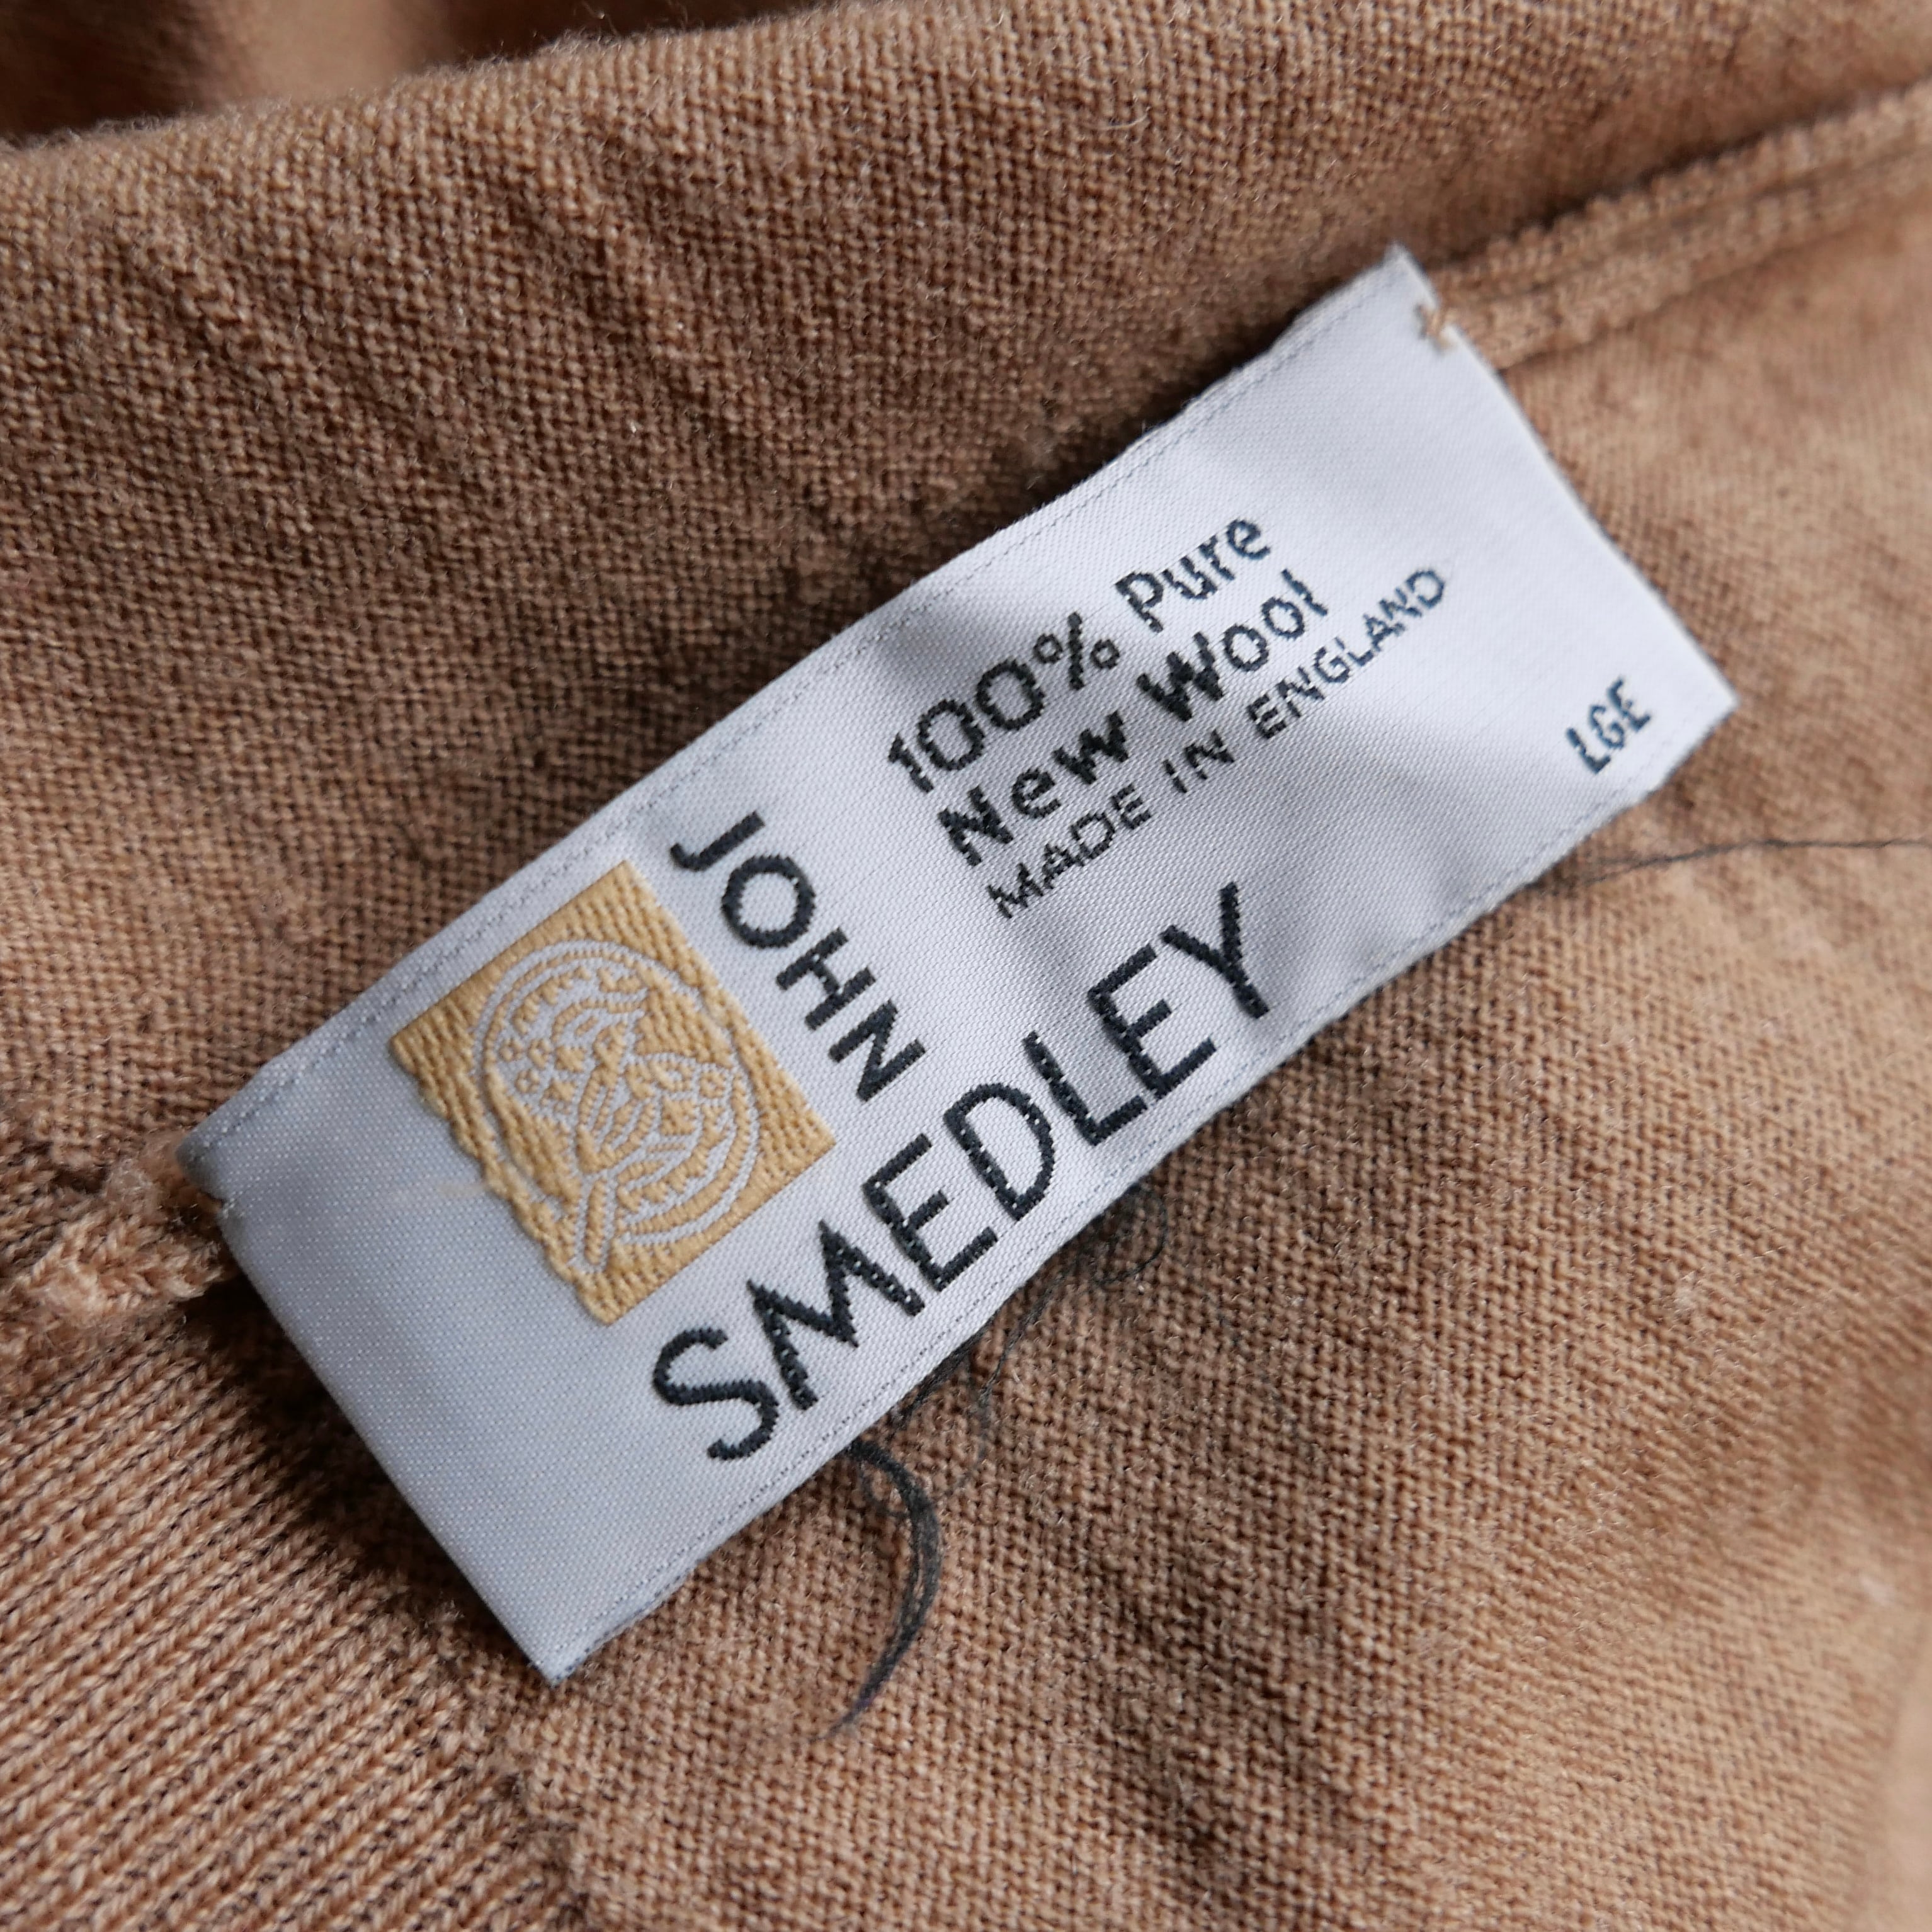 JOHN
SMEDLEY
100% Pure
New Wool
MADE IN ENGLAND
LGE